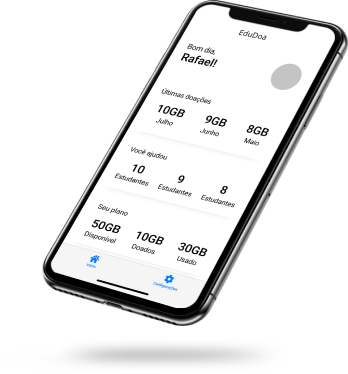 EduDoa
Bom dia,
Rafael!
Últimas doações
10GB 9GB 8GB
Julho Junho Maio
Você ajudou
10 9 8
Estudantes Estudantes Estudantes
Seu plano
50GB 10GB 30GB
Disponível Doados Usado
Configurações